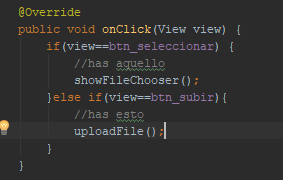 @Override
public void onClick(View view) {
if(view==btn_seleccionar) {
//has aquello
showFileChooser();
}else if(view==btn_subir){
//has esto
uploadFile();
}
}